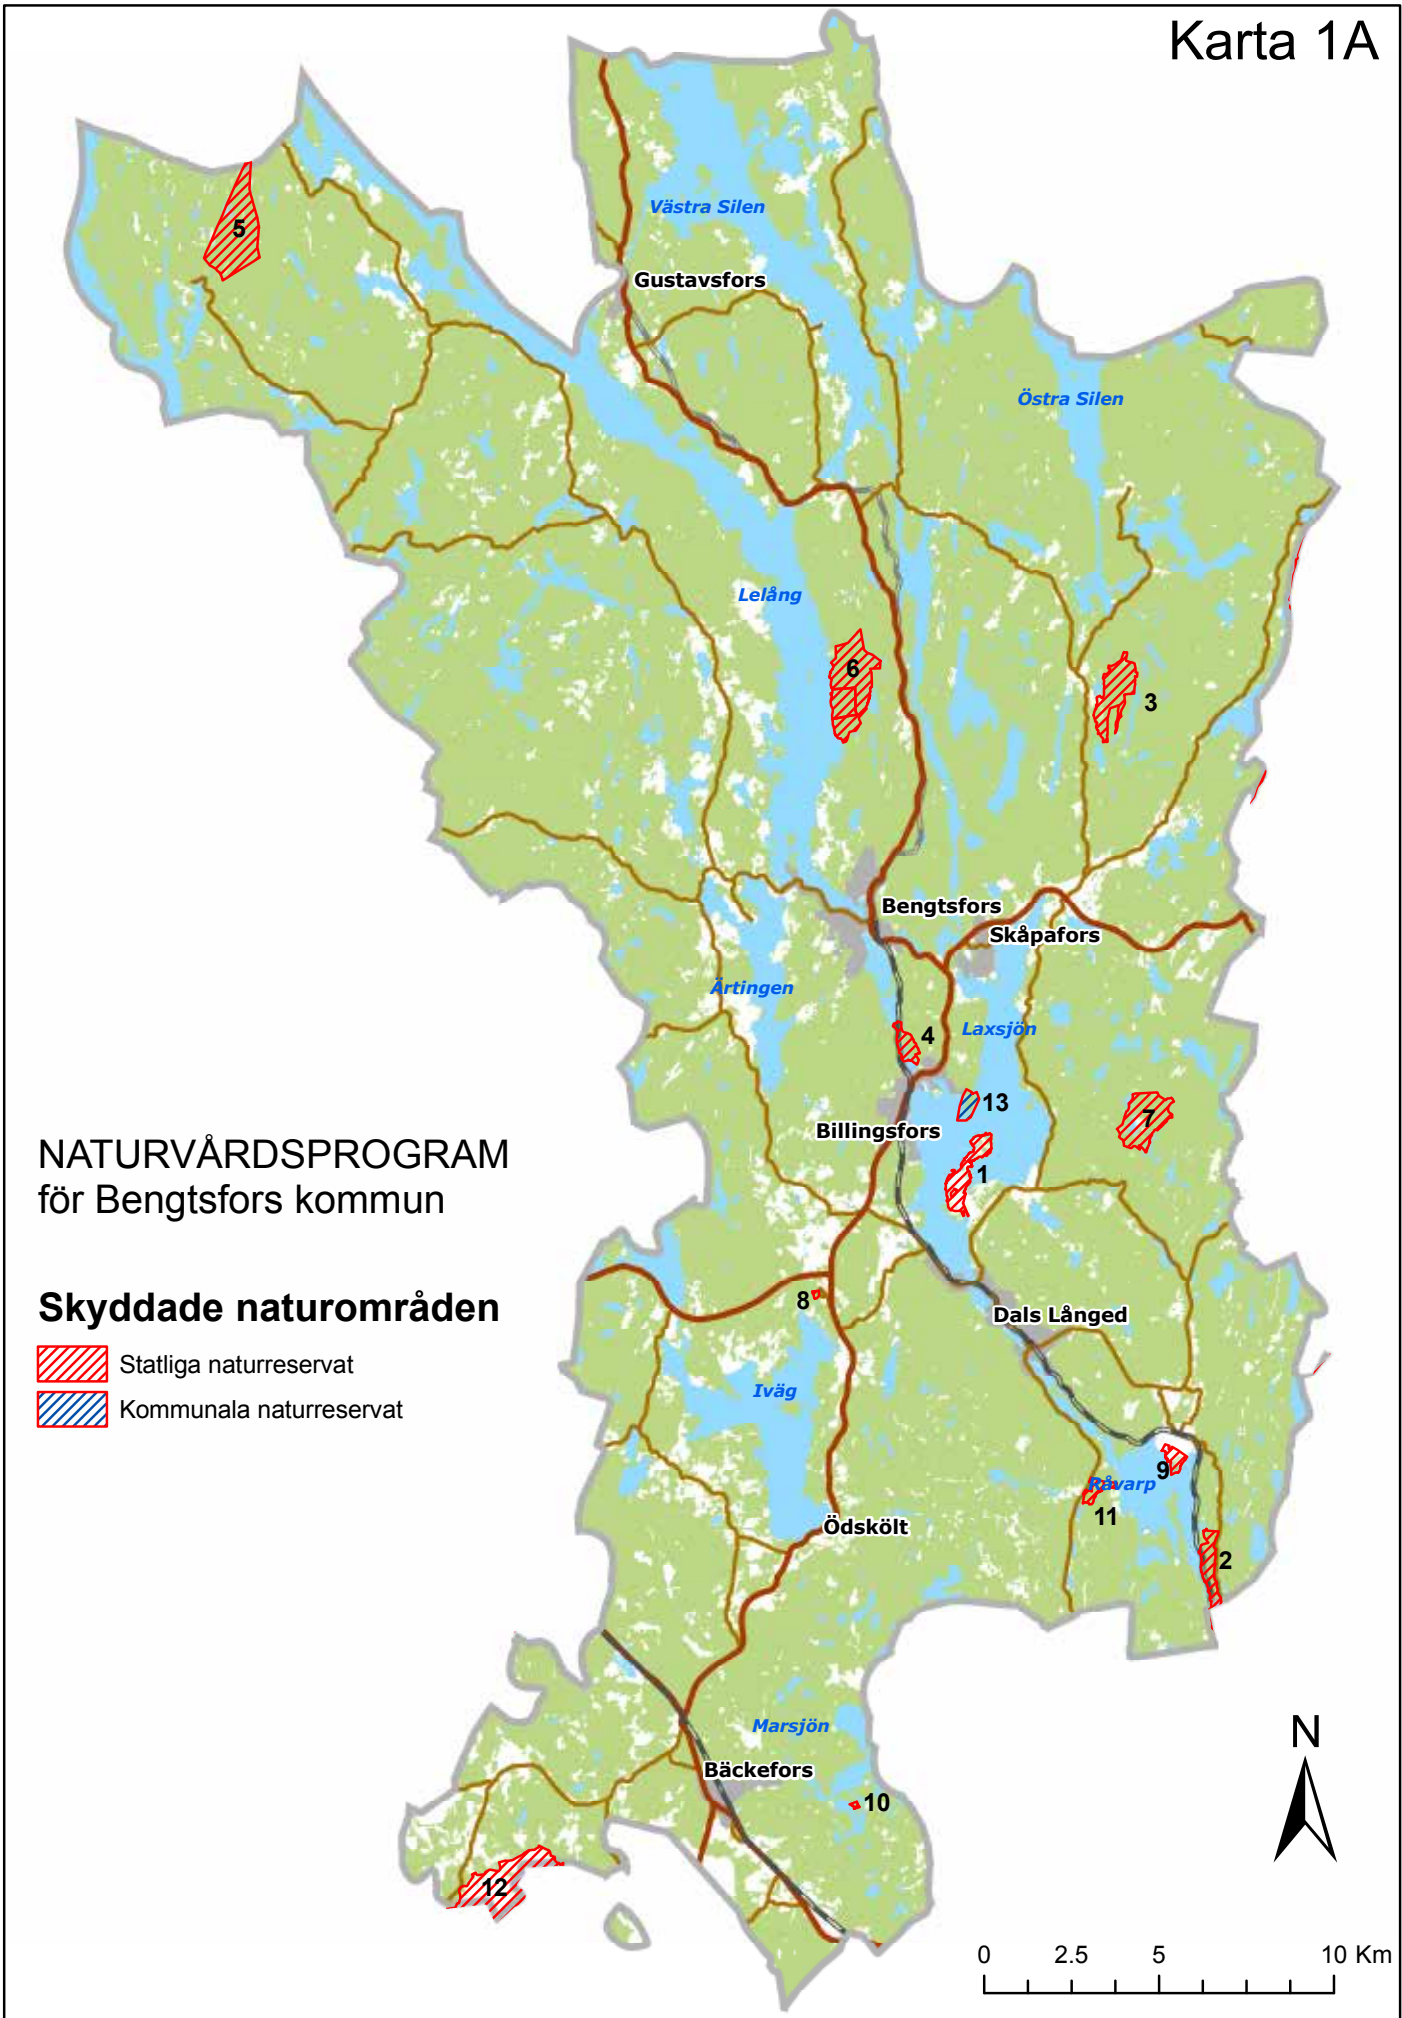 Karta 1A
Västra Silen
5
Gustavsfors
Östra Silen
Lelång
6
3
Bengtsfors
Skåpafors
Ärtingen
Laxsjön
4
13
7
Billingsfors
1
NATURVÅRDSPROGRAM
för Bengtsfors kommun
Skyddade naturområden
Statliga naturreservat
Kommunala naturreservat
8
Dals Långed
Iväg
9
Råvarp
11
Ödskölt
2
Marsjön
N
Bäckefors
10
12
0 2.5 5 10 Km